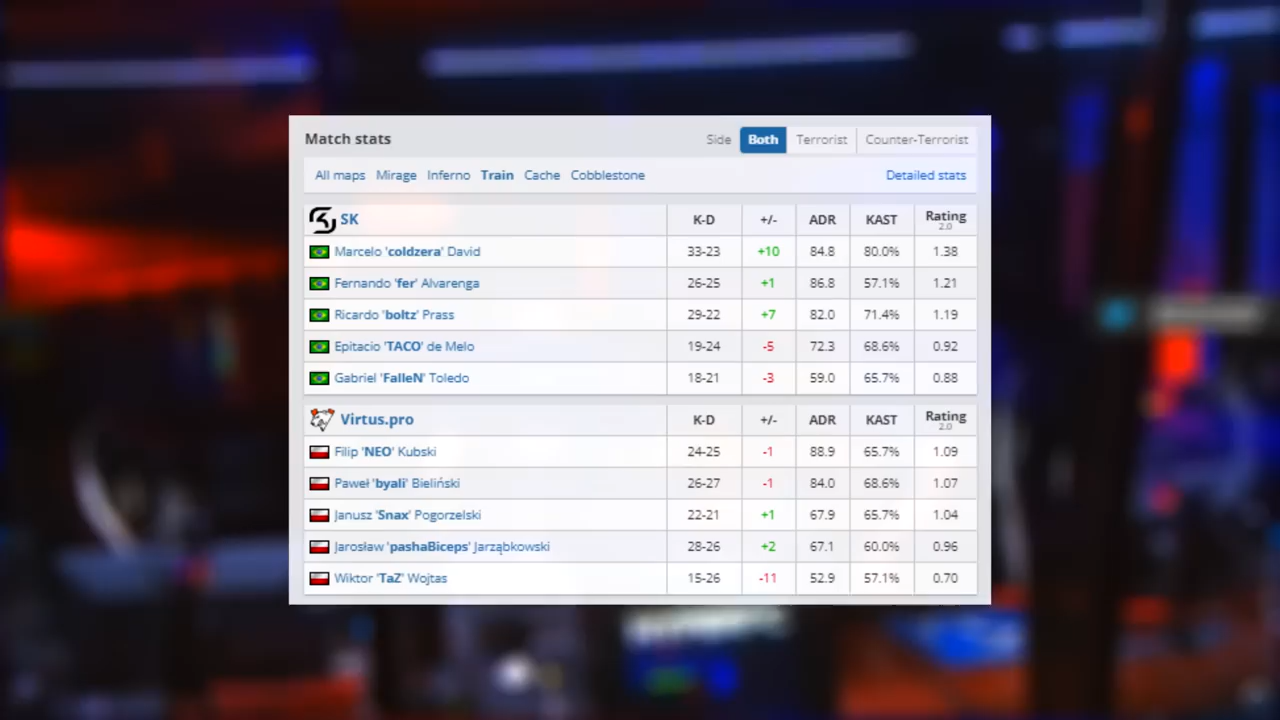 Match stats Side Both Terrorist Counter-Terrorist
All maps Mirage Inferno Train Cache Cobblestone Detailed stats
SK K-D +/- ADR KAST Rating 2.0
Marcelo 'coldzera' David 33-23 +10 84.8 80.0% 1.38
Fernando 'fer' Alvarenga 26-25 +1 86.8 57.1% 1.21
Ricardo 'boltz' Prass 29-22 +7 82.0 71.4% 1.19
Epitacio 'TACO' de Melo 19-24 -5 72.3 68.6% 0.92
Gabriel 'FalleN' Toledo 18-21 -3 59.0 65.7% 0.88
Virtus.pro K-D +/- ADR KAST Rating 2.0
Filip 'NEO' Kubski 24-25 -1 88.9 65.7% 1.09
Paweł 'byali' Bieliński 26-27 -1 84.0 68.6% 1.07
Janusz 'Snax' Pogorzelski 22-21 +1 67.9 65.7% 1.04
Jarosław 'pashaBiceps' Jarząbkowski 28-26 +2 67.1 60.0% 0.96
Wiktor 'TaZ' Wojtas 15-26 -11 52.9 57.1% 0.70